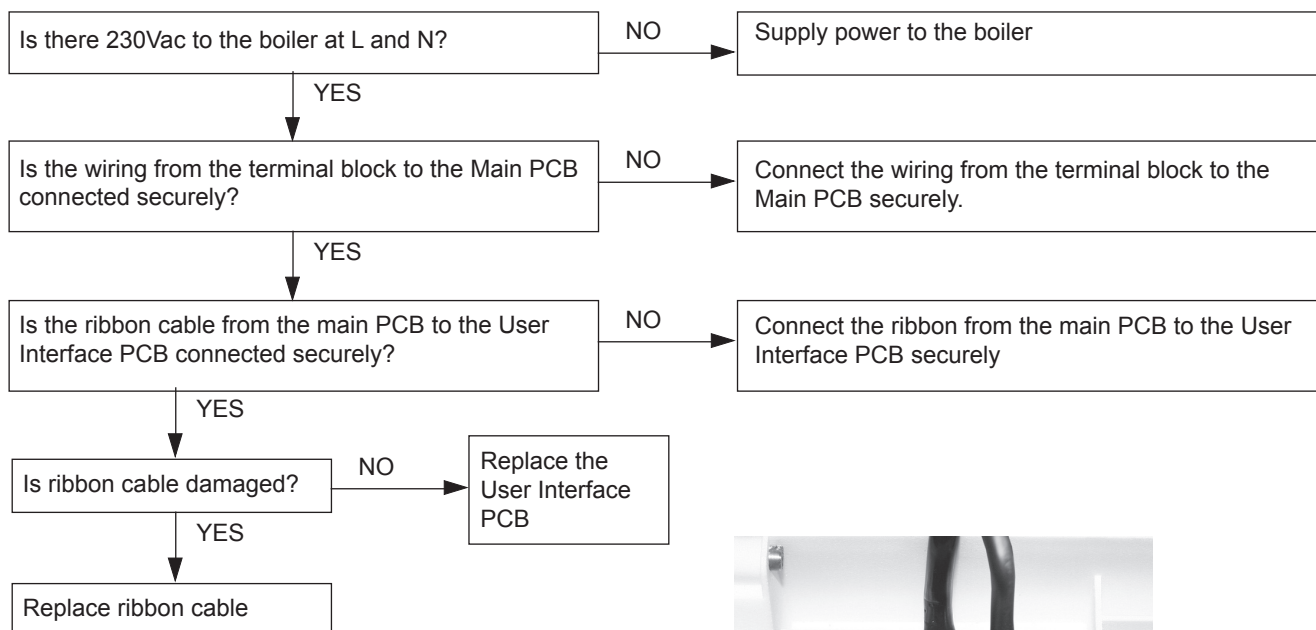 Is there 230Vac to the boiler at L and N?
NO
Supply power to the boiler
YES
Is the wiring from the terminal block to the Main PCB
connected securely?
NO
Connect the wiring from the terminal block to the
Main PCB securely.
YES
Is the ribbon cable from the main PCB to the User
Interface PCB connected securely?
NO
Connect the ribbon from the main PCB to the User
Interface PCB securely
YES
Is ribbon cable damaged?
NO
Replace the
User Interface
PCB
YES
Replace ribbon cable